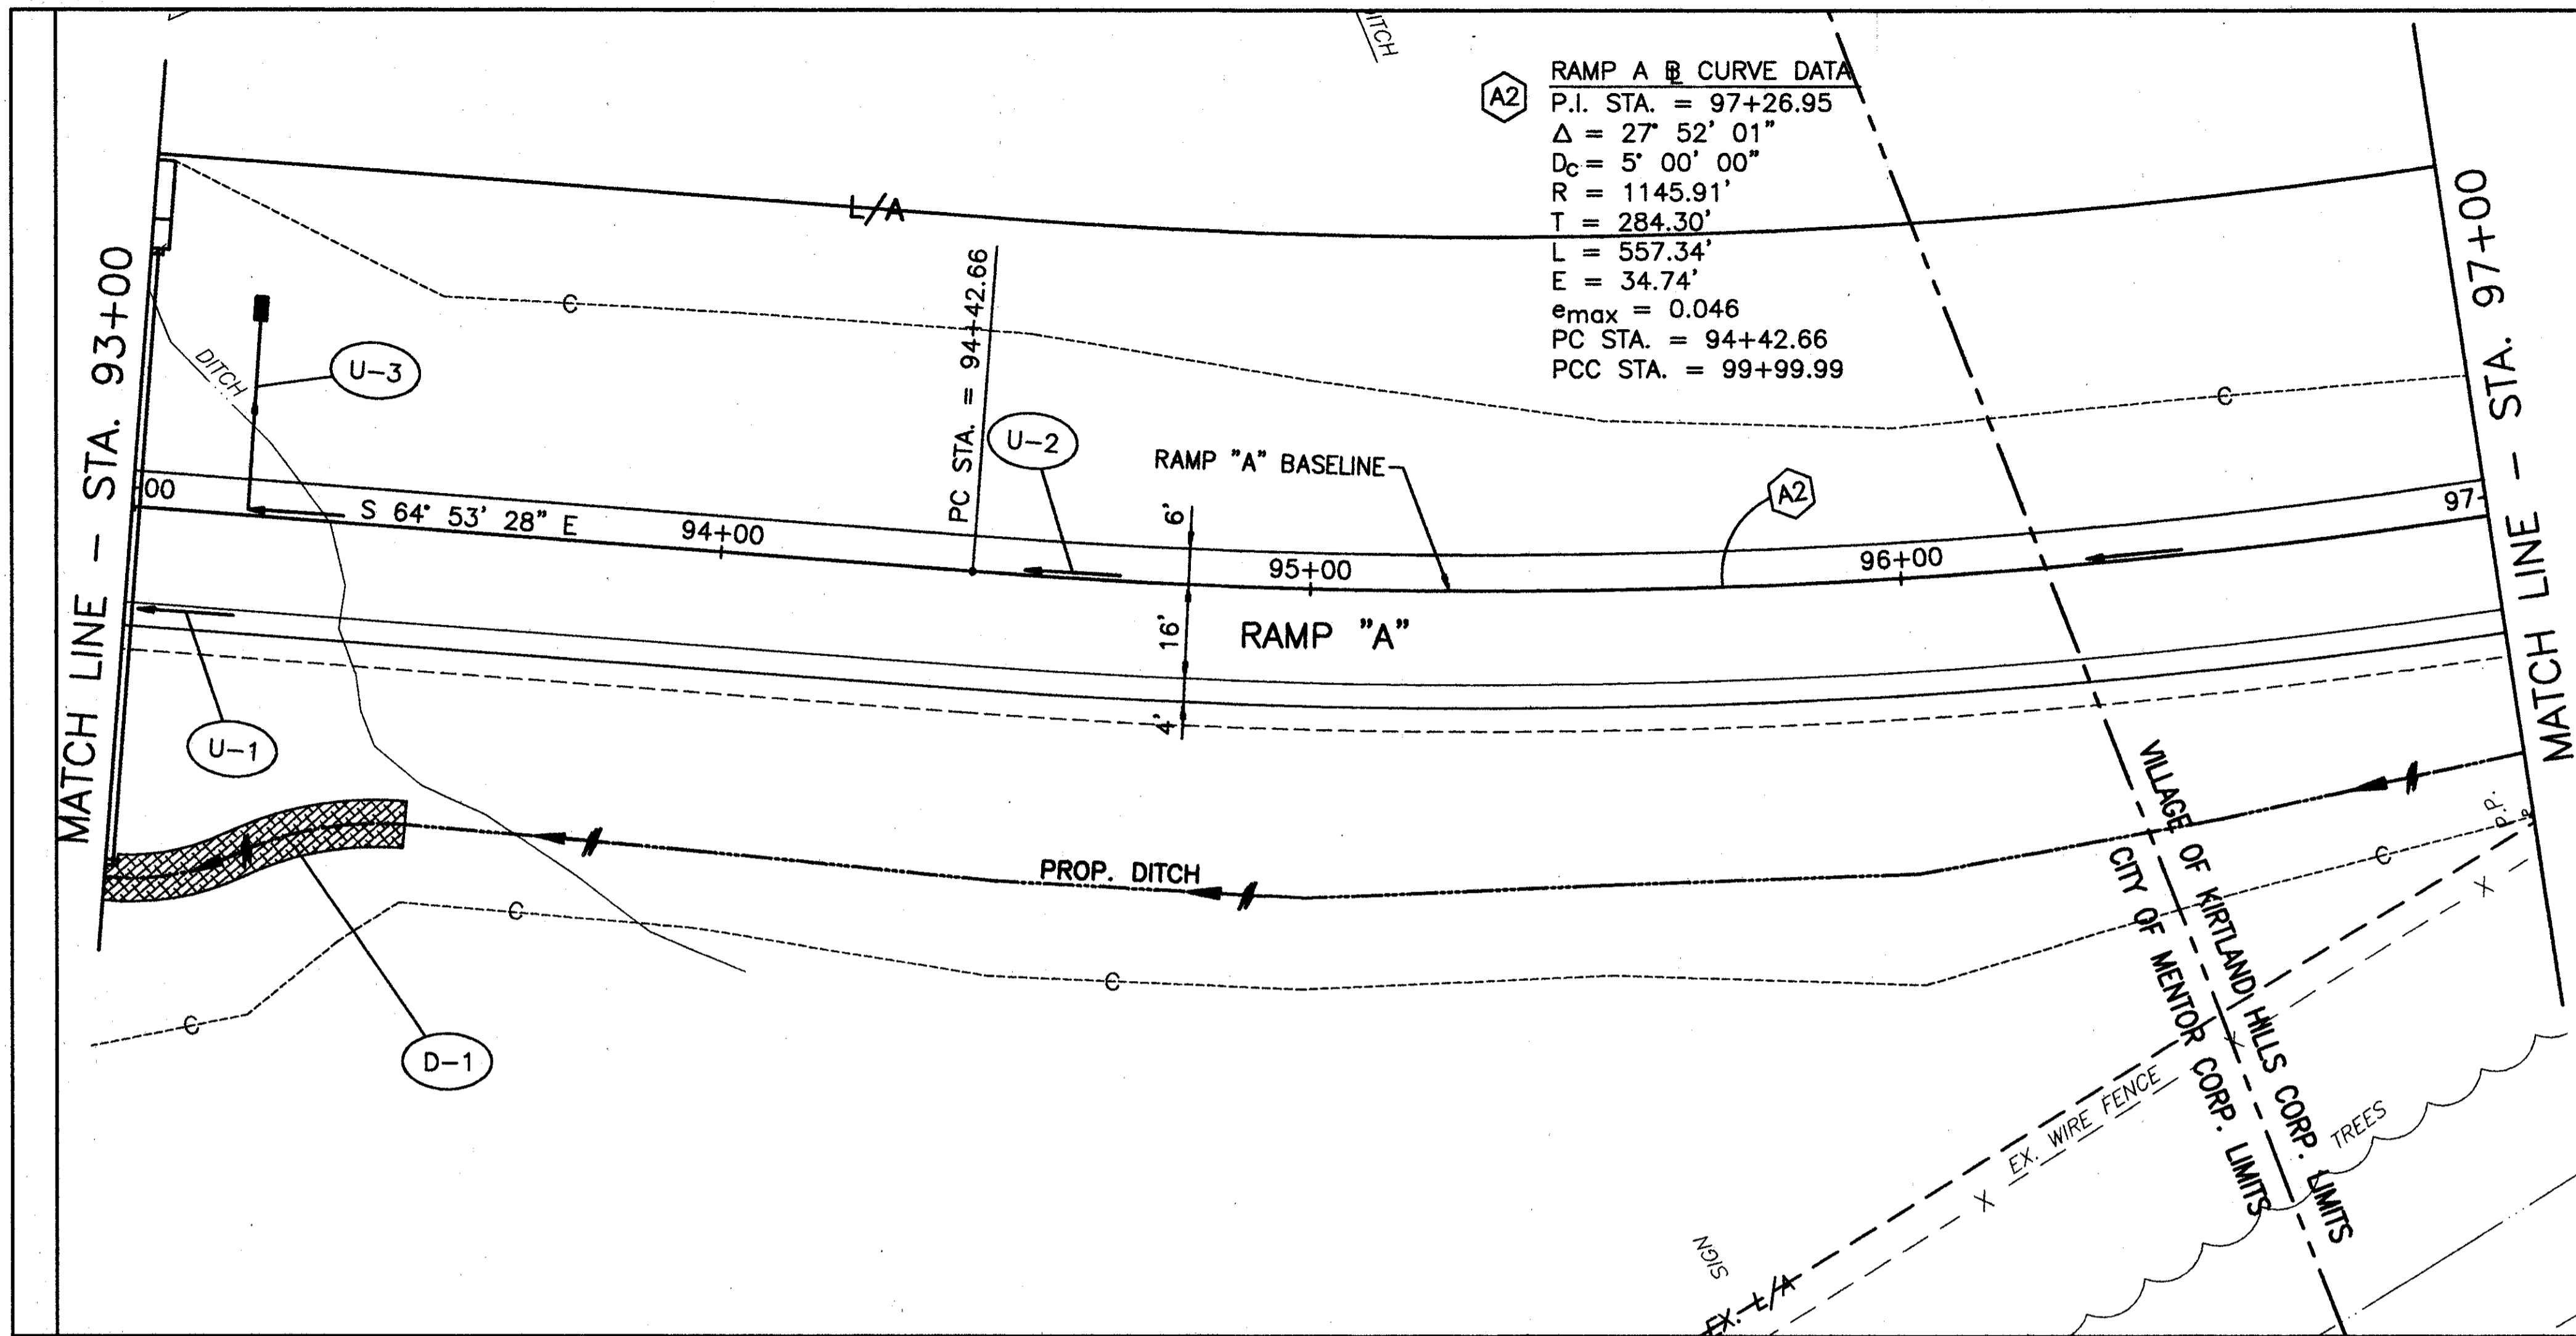 DITCH
A2
RAMP A ℄ CURVE DATA
P.I. STA. = 97+26.95
Δ = 27° 52' 01"
Dc = 5° 00' 00"
R = 1145.91'
T = 284.30'
L = 557.34'
E = 34.74'
emax = 0.046
PC STA. = 94+42.66
PCC STA. = 99+99.99
MATCH LINE - STA. 93+00
MATCH LINE - STA. 97+00
L/A
C
C
DITCH
U-3
PC STA. = 94+42.66
U-2
RAMP "A" BASELINE
A2
00
S 64° 53' 28" E
94+00
6'
95+00
96+00
97
16'
RAMP "A"
4'
U-1
PROP. DITCH
D-1
C
C
C
C
P.P.
X
X
X
VILLAGE OF KIRTLAND HILLS CORP. LIMITS
CITY OF MENTOR CORP. LIMITS
EX. WIRE FENCE
TREES
SIGN
EX. L/A